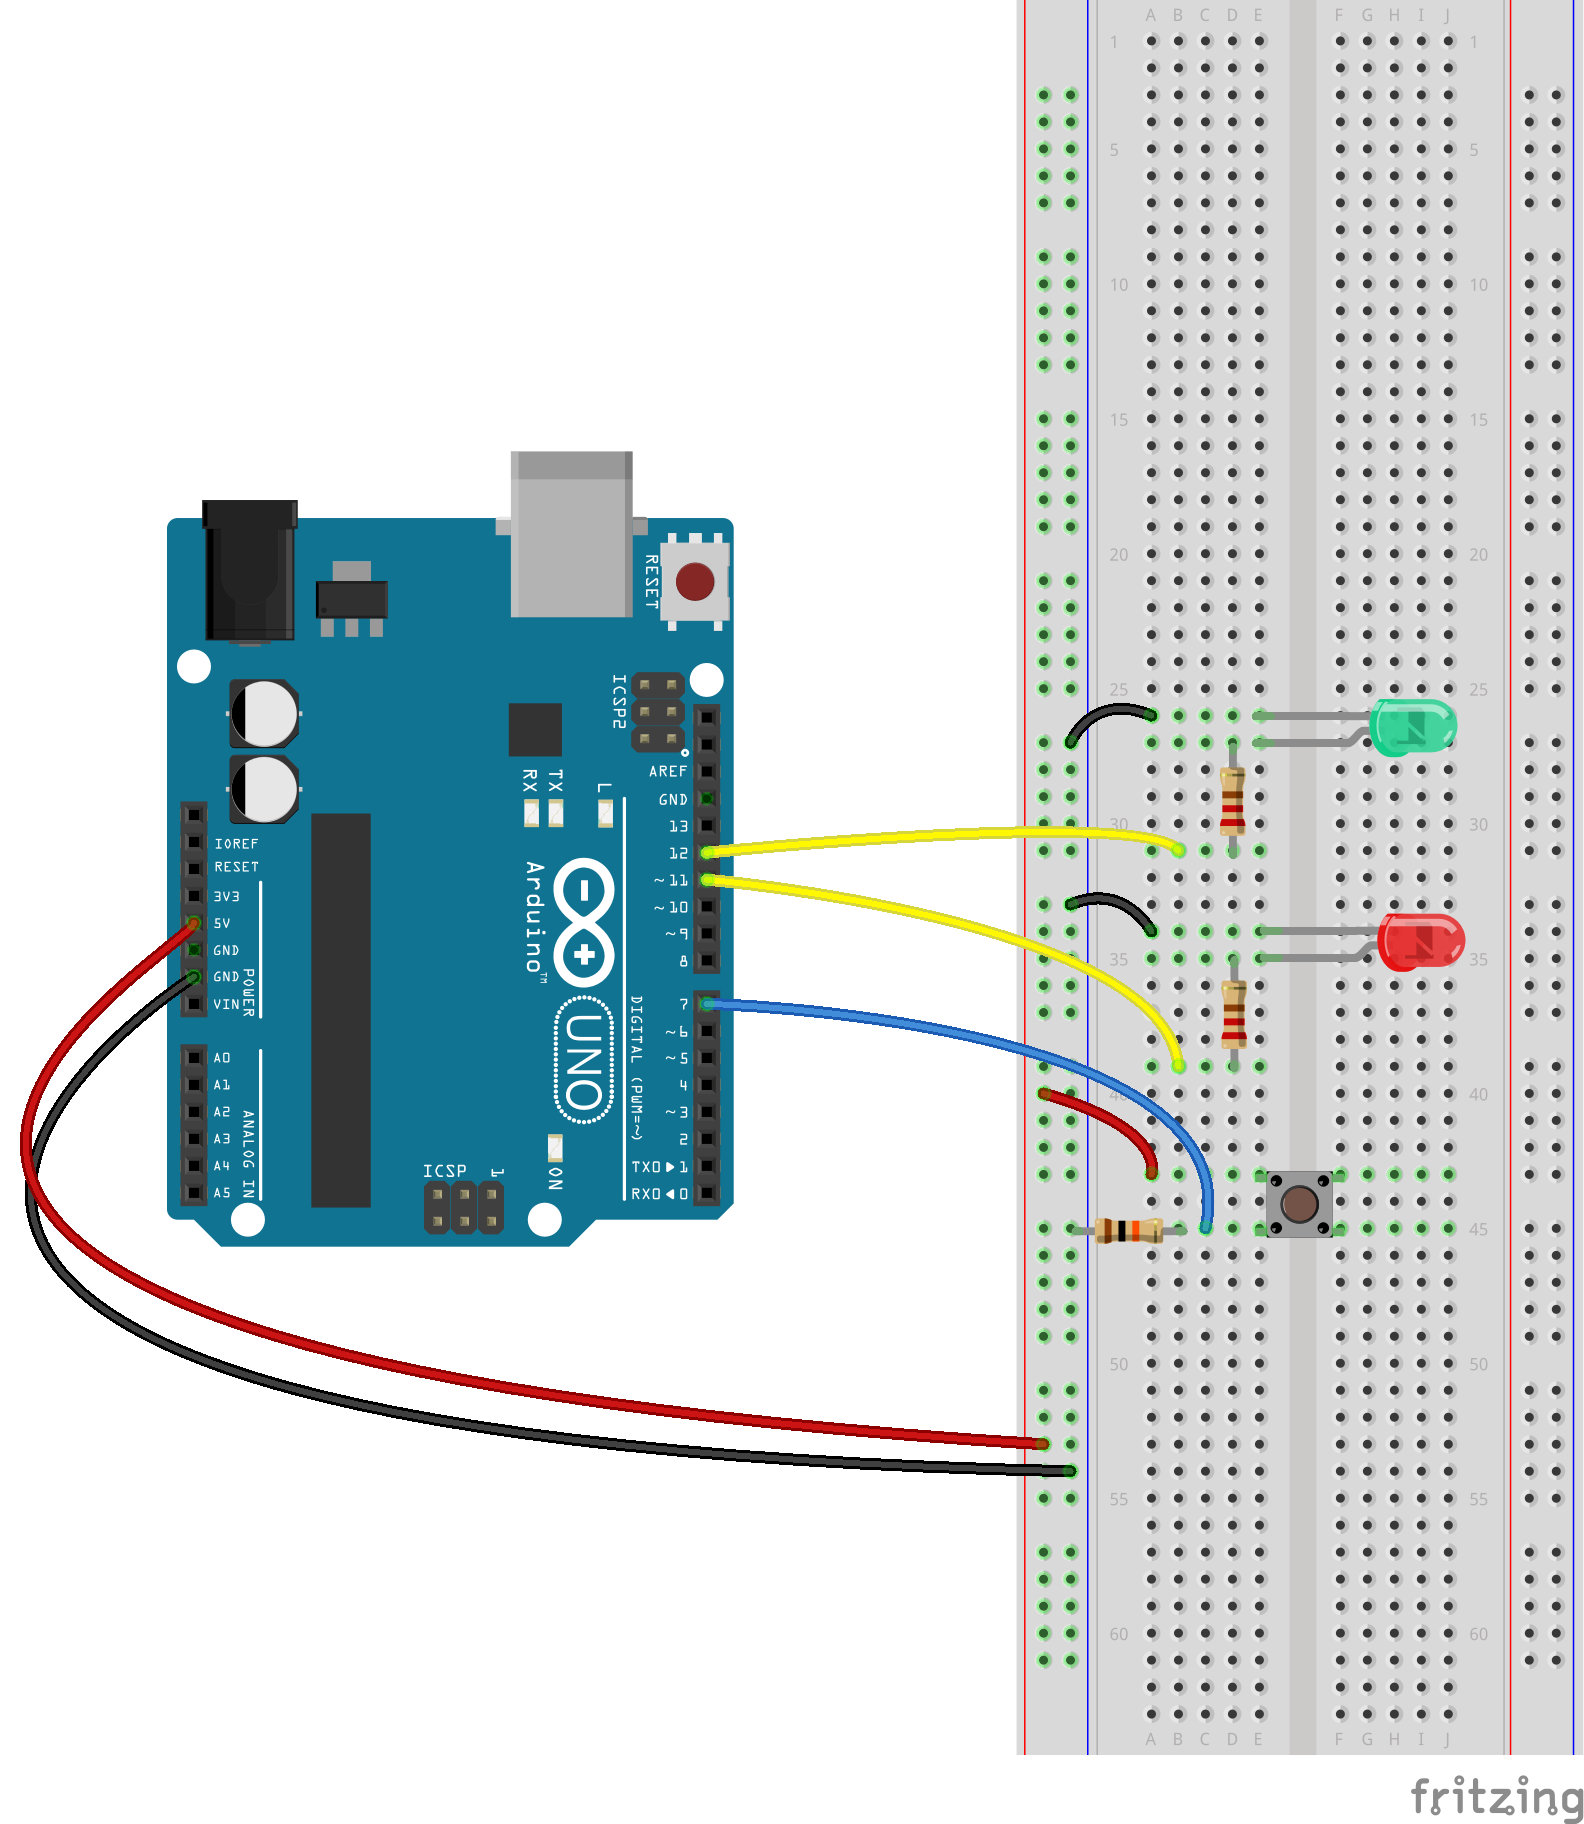 A B C D E F G H I J
1 1
5 5
10 10
15 15
20 20
25 25
30 30
35 35
40 40
45 45
50 50
55 55
60 60
A B C D E F G H I J
RESET
ICSP2
AREF
GND
13
12
~11
~10
~9
8
7
~6
~5
4
~3
2
TX0▶1
RX0◀0
RX
TX
L
Arduino™
UNO
DIGITAL (PWM=~)
IOREF
RESET
3V3
5V
GND
GND
VIN
POWER
A0
A1
A2
A3
A4
A5
ANALOG IN
ICSP
1
ON
fritzing